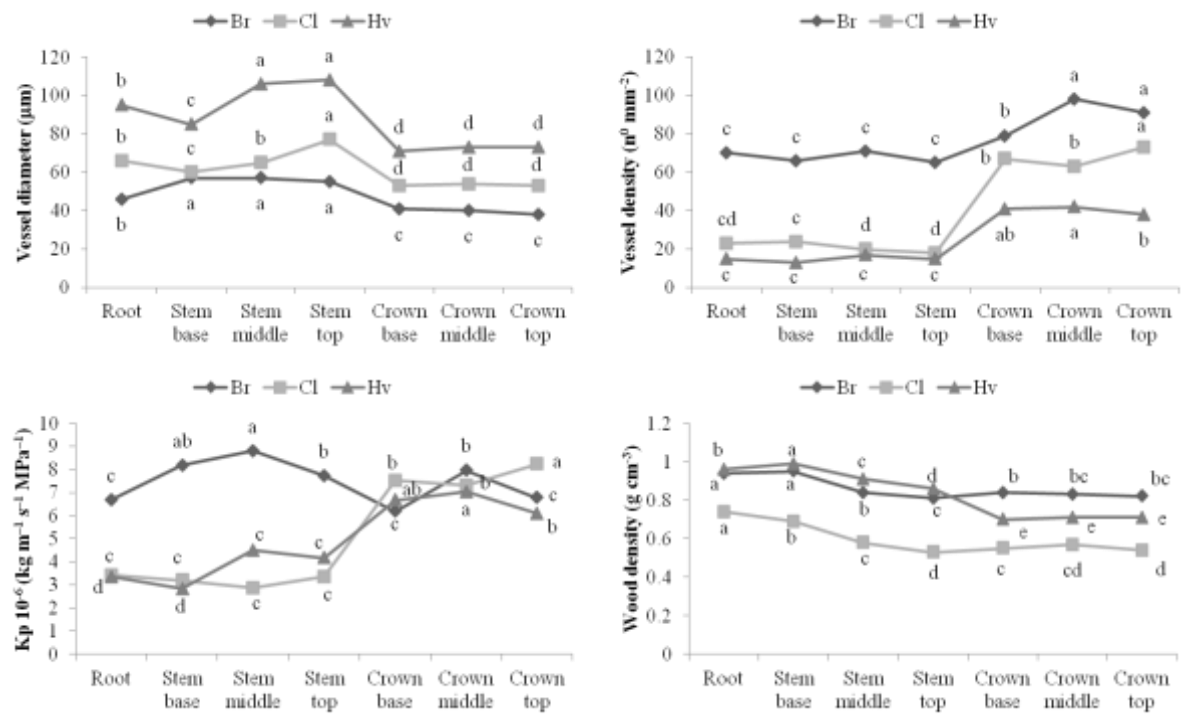 Br Cl Hv
Vessel diameter (µm)
120
100
80
60
40
20
0
b c a a d d d
b c b a d d d
b a a a c c c
Root Stem base Stem middle Stem top Crown base Crown middle Crown top
Br Cl Hv
Vessel density (n⁰ mm⁻²)
120
100
80
60
40
20
0
c c c c b a a
cd c d d b b a
c c c c ab a b
Root Stem base Stem middle Stem top Crown base Crown middle Crown top
Br Cl Hv
Kp 10⁻⁶ (kg m⁻¹ s⁻¹ MPa⁻¹)
10
9
8
7
6
5
4
3
2
1
0
c ab a b b b a
ab b c
c c c c c a b
d d c c
Root Stem base Stem middle Stem top Crown base Crown middle Crown top
Br Cl Hv
Wood density (g cm⁻³)
1.2
1
0.8
0.6
0.4
0.2
0
b a c d b bc bc
a a b c e e e
a b c d c cd d
Root Stem base Stem middle Stem top Crown base Crown middle Crown top